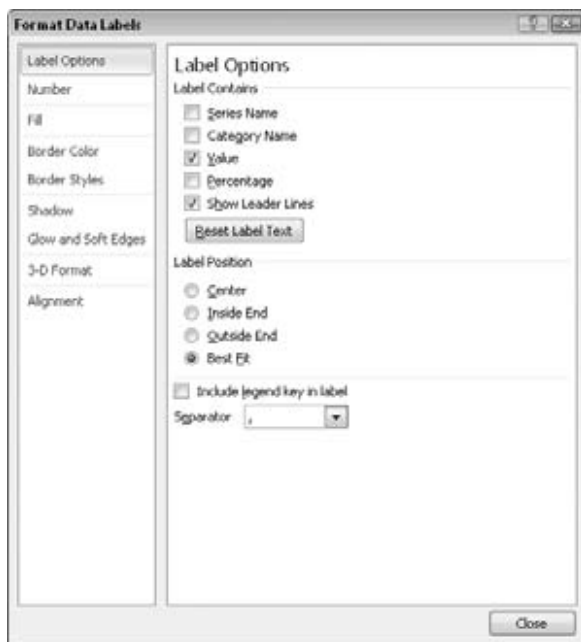 Format Data Labels
Label Options
Number
Fill
Border Color
Border Styles
Shadow
Glow and Soft Edges
3-D Format
Alignment
Label Options
Label Contains
Series Name
Category Name
Value
Percentage
Show Leader Lines
Reset Label Text
Label Position
Center
Inside End
Outside End
Best Fit
Include legend key in label
Separator ,
Close